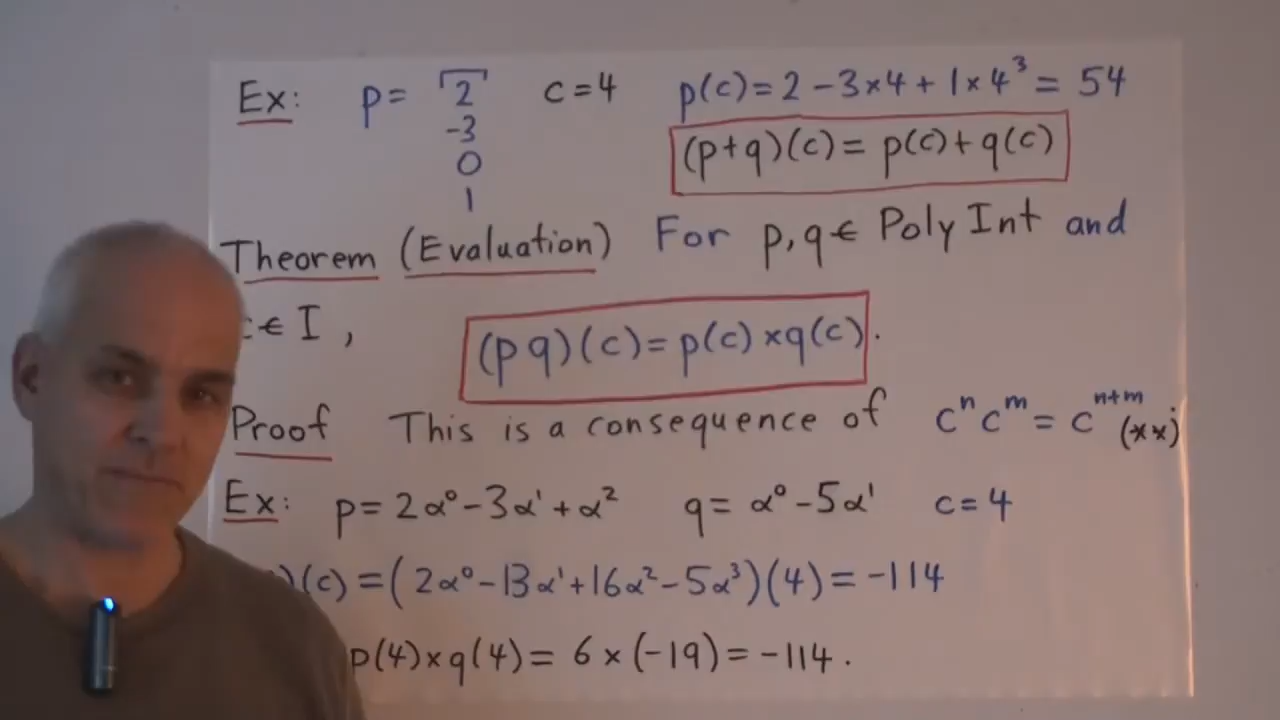 Ex: p = 2 c = 4 p(c) = 2 - 3×4 + 1×4³ = 54
-3
0
1
(p+q)(c) = p(c) + q(c)
Theorem (Evaluation) For p, q ∈ Poly Int and
∈ I ,
(pq)(c) = p(c) × q(c) .
Proof This is a consequence of cⁿ cᵐ = cⁿ⁺ᵐ (**)
Ex: p = 2α⁰ - 3α¹ + α² q = α⁰ - 5α¹ c = 4
)(c) = (2α⁰ - 13α¹ + 16α² - 5α³)(4) = -114
p(4) × q(4) = 6 × (-19) = -114 .